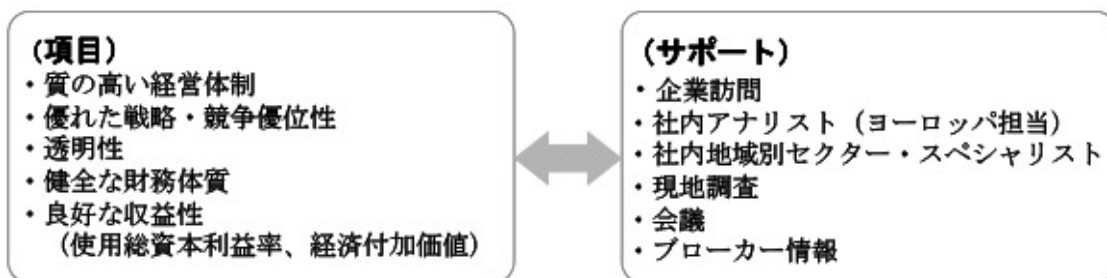 (項目)
・質の高い経営体制
・優れた戦略・競争優位性
・透明性
・健全な財務体質
・良好な収益性
(使用総資本利益率、経済付加価値)
(サポート)
・企業訪問
・社内アナリスト（ヨーロッパ担当）
・社内地域別セクター・スペシャリスト
・現地調査
・会議
・ブローカー情報